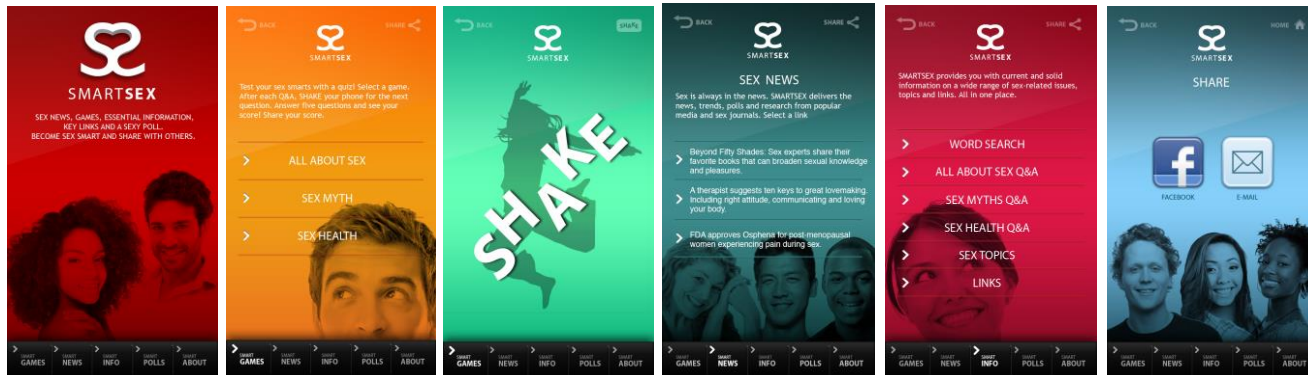 SMARTSEX
SEX NEWS, GAMES, ESSENTIAL INFORMATION,
KEY LINKS AND A SEXY POLL.
BECOME SEX SMART AND SHARE WITH OTHERS.
SMART GAMES
SMART NEWS
SMART INFO
SMART POLLS
SMART ABOUT
BACK
SHARE
SMARTSEX
Test your sex smarts with a quiz! Select a game.
After each Q&A, SHAKE your phone for the next
question. Answer five questions and see your
score! Share your score.
ALL ABOUT SEX
SEX MYTH
SEX HEALTH
SMART GAMES
SMART NEWS
SMART INFO
SMART POLLS
SMART ABOUT
BACK
SHARE
SMARTSEX
SHAKE
SMART GAMES
SMART NEWS
SMART INFO
SMART POLLS
SMART ABOUT
BACK
SHARE
SMARTSEX
SEX NEWS
Sex is always in the news. SMARTSEX delivers the
news, trends, polls and research from popular
media and sex journals. Select a link
Beyond Fifty Shades: Sex experts share their
favorite books that can broaden sexual knowledge
and pleasures.
A therapist suggests ten keys to great lovemaking.
Including right attitude, communicating and loving
your body.
FDA approves Osphena for post-menopausal
women experiencing pain during sex.
SMART GAMES
SMART NEWS
SMART INFO
SMART POLLS
SMART ABOUT
BACK
SHARE
SMARTSEX
SMARTSEX provides you with current and solid
information on a wide range of sex-related issues,
topics and links. All in one place.
WORD SEARCH
ALL ABOUT SEX Q&A
SEX MYTHS Q&A
SEX HEALTH Q&A
SEX TOPICS
LINKS
SMART GAMES
SMART NEWS
SMART INFO
SMART POLLS
SMART ABOUT
BACK
HOME
SMARTSEX
SHARE
FACEBOOK
E-MAIL
SMART GAMES
SMART NEWS
SMART INFO
SMART POLLS
SMART ABOUT